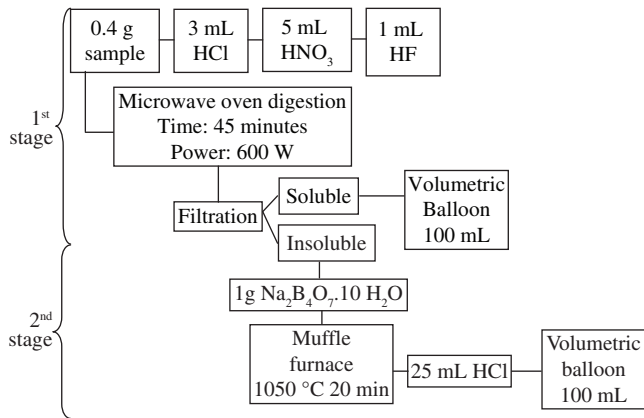 0.4 g
sample
3 mL
HCl
5 mL
HNO₃
1 mL
HF
1ˢᵗ
stage
Microwave oven digestion
Time: 45 minutes
Power: 600 W
Filtration
Soluble
Volumetric
Balloon
100 mL
Insoluble
2ⁿᵈ
stage
1g Na₂B₄O₇.10 H₂O
Muffle
furnace
1050 °C 20 min
25 mL HCl
Volumetric
balloon
100 mL